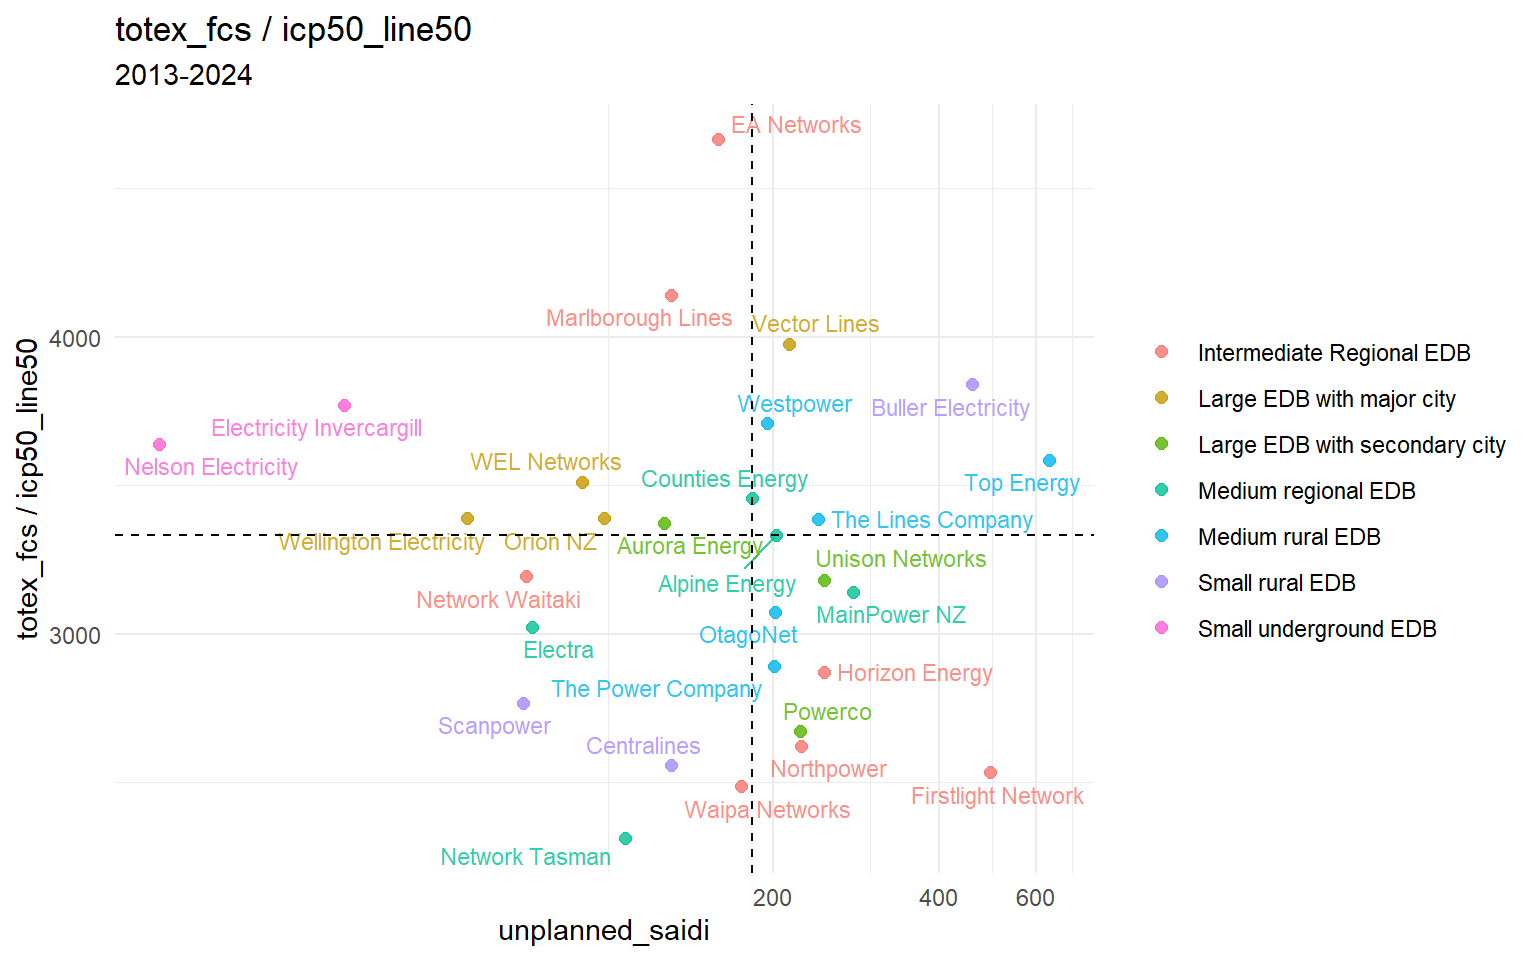 totex_fcs / icp50_line50
2013-2024
EA Networks
Marlborough Lines
Vector Lines
4000
Westpower
Buller Electricity
Electricity Invercargill
Nelson Electricity
WEL Networks
Counties Energy
Top Energy
The Lines Company
Wellington Electricity
Orion NZ
Aurora Energy
Unison Networks
Alpine Energy
Network Waitaki
MainPower NZ
OtagoNet
3000
Electra
Horizon Energy
The Power Company
Powerco
Scanpower
Centralines
Northpower
Firstlight Network
Waipa Networks
Network Tasman
200
400
600
unplanned_saidi
totex_fcs / icp50_line50
Intermediate Regional EDB
Large EDB with major city
Large EDB with secondary city
Medium regional EDB
Medium rural EDB
Small rural EDB
Small underground EDB